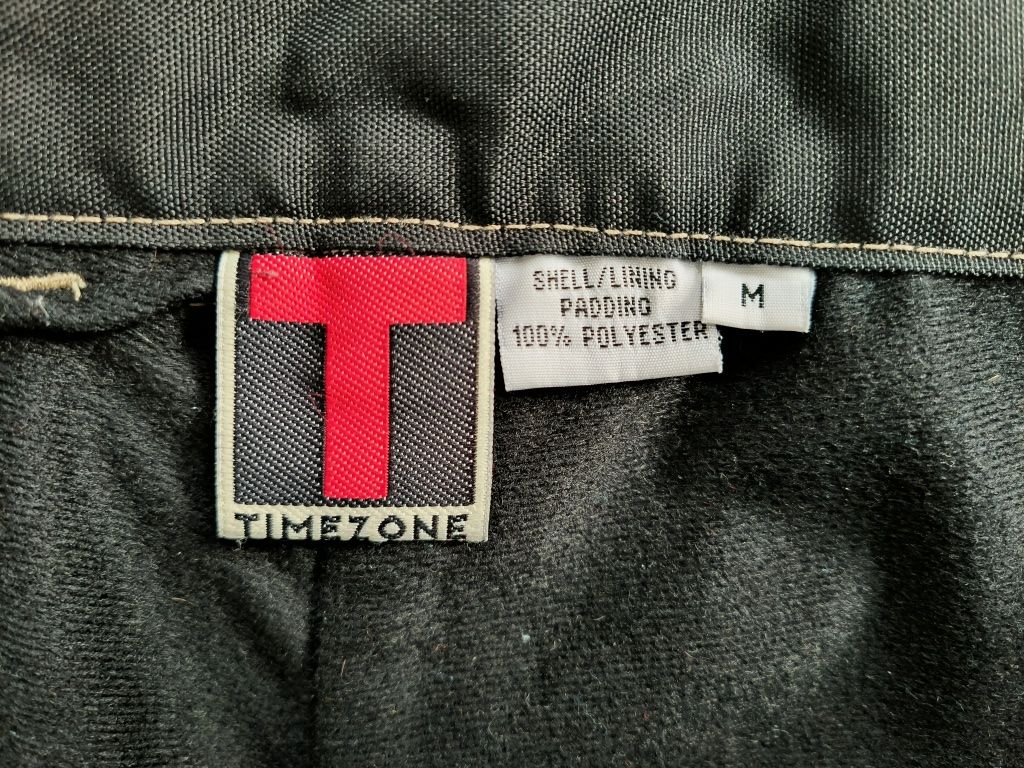 T
TIMEZONE
SHELL/LINING
PADDING
100% POLYESTER
M